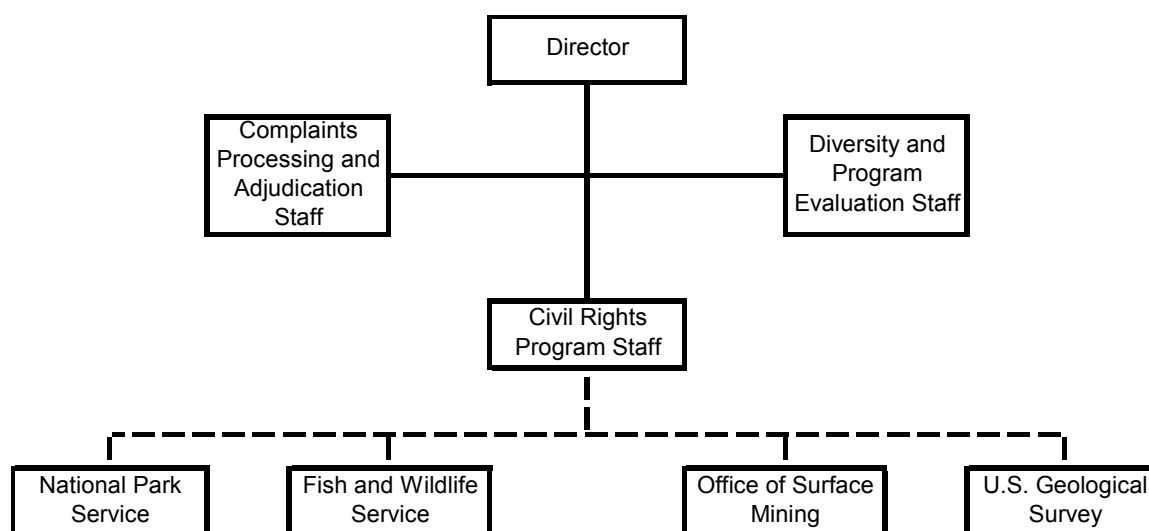 Director
Complaints
Processing and
Adjudication
Staff
Diversity and
Program
Evaluation Staff
Civil Rights
Program Staff
National Park
Service
Fish and Wildlife
Service
Office of Surface
Mining
U.S. Geological
Survey